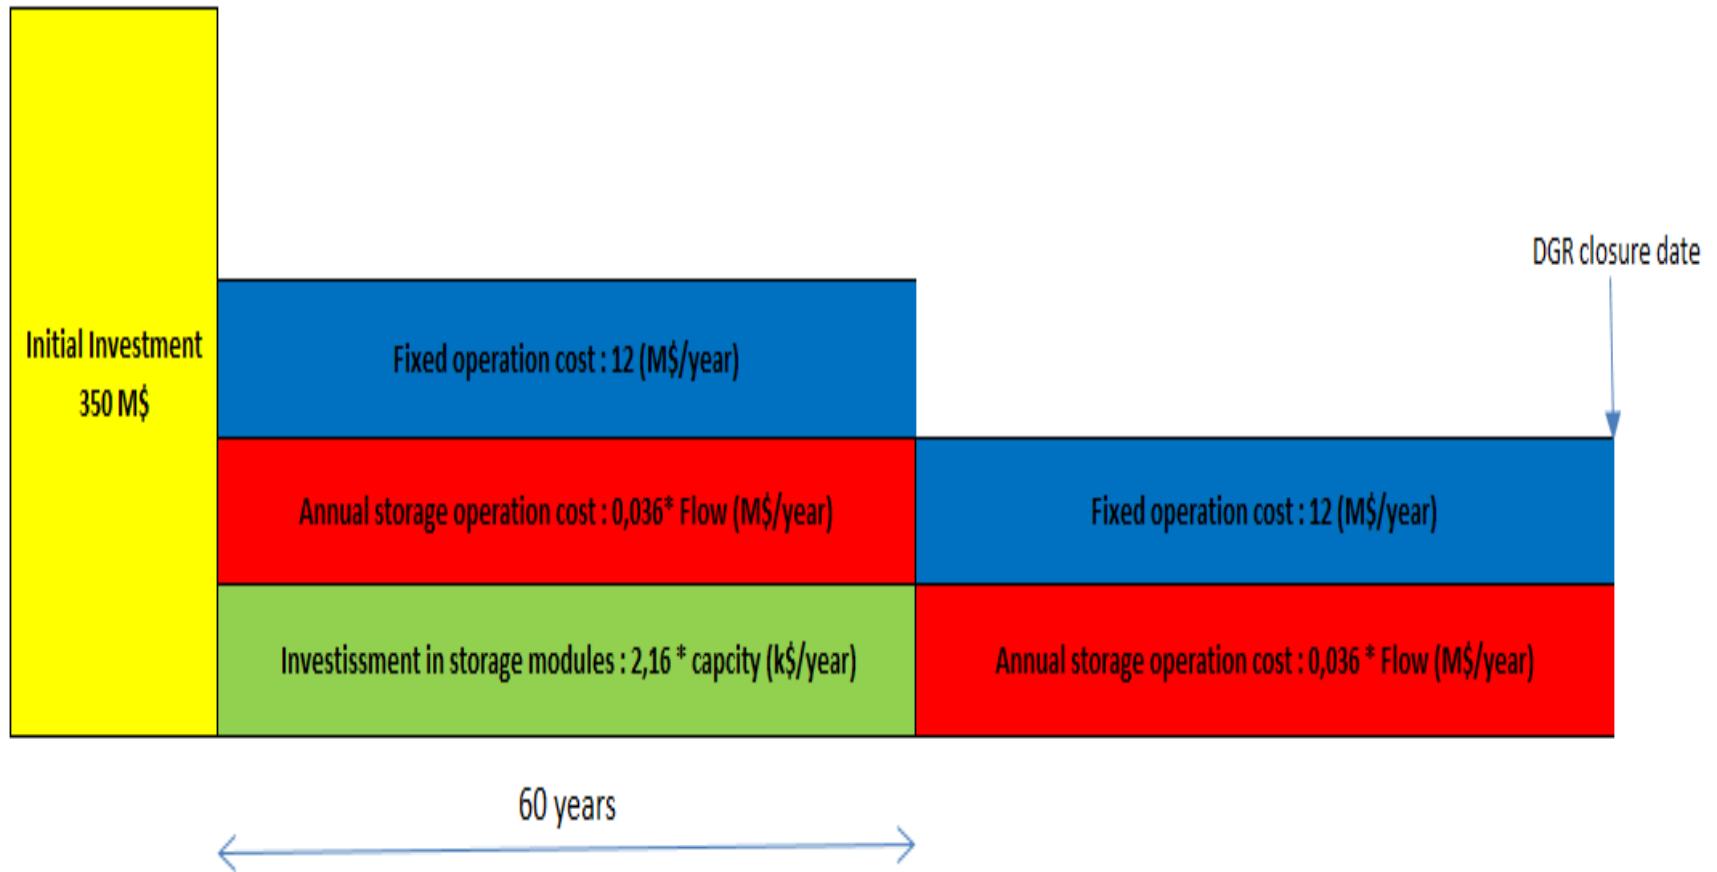 DGR closure date
Initial Investment
350 M$
Fixed operation cost : 12 (M$/year)
Annual storage operation cost : 0,036* Flow (M$/year)
Fixed operation cost : 12 (M$/year)
Investissment in storage modules : 2,16 * capcity (k$/year)
Annual storage operation cost : 0,036 * Flow (M$/year)
60 years